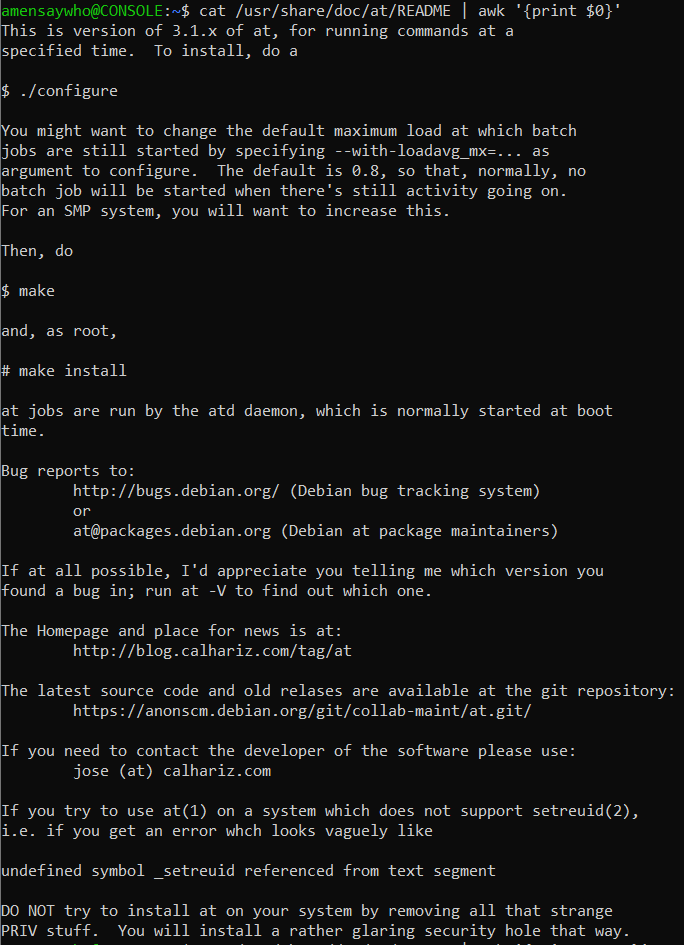 amensaywho@CONSOLE:~$ cat /usr/share/doc/at/README | awk '{print $0}'
This is version of 3.1.x of at, for running commands at a
specified time.  To install, do a
$ ./configure
You might want to change the default maximum load at which batch
jobs are still started by specifying --with-loadavg_mx=... as
argument to configure.  The default is 0.8, so that, normally, no
batch job will be started when there's still activity going on.
For an SMP system, you will want to increase this.
Then, do
$ make
and, as root,
# make install
at jobs are run by the atd daemon, which is normally started at boot
time.
Bug reports to:
        http://bugs.debian.org/ (Debian bug tracking system)
        or
        at@packages.debian.org (Debian at package maintainers)
If at all possible, I'd appreciate you telling me which version you
found a bug in; run at -V to find out which one.
The Homepage and place for news is at:
        http://blog.calhariz.com/tag/at
The latest source code and old relases are available at the git repository:
        https://anonscm.debian.org/git/collab-maint/at.git/
If you need to contact the developer of the software please use:
        jose (at) calhariz.com
If you try to use at(1) on a system which does not support setreuid(2),
i.e. if you get an error whch looks vaguely like
undefined symbol _setreuid referenced from text segment
DO NOT try to install at on your system by removing all that strange
PRIV stuff.  You will install a rather glaring security hole that way.